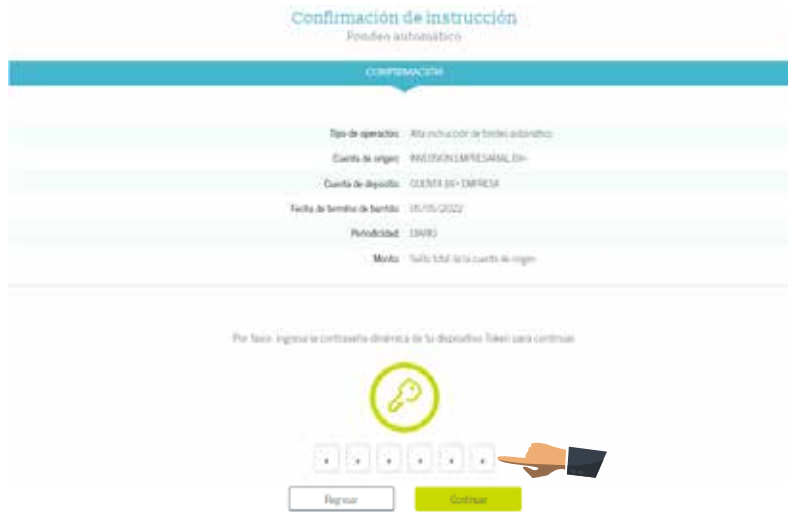 Confirmación de instrucción
Fondeo automático
CONFIRMACIÓN
Tipo de operación: Alta instrucción de fondeo automático
Cuenta de origen: INVERSION EMPRESARIAL BX+
Cuenta de deposito: CUENTA BX+ EMPRESA
Fecha de termino de barrido: 05/05/2022
Periodicidad: DIARIO
Monto: Saldo total de la cuenta de origen
Por favor, ingresa la contraseña dinámica de tu dispositivo Token para continuar
Regresar
Continuar